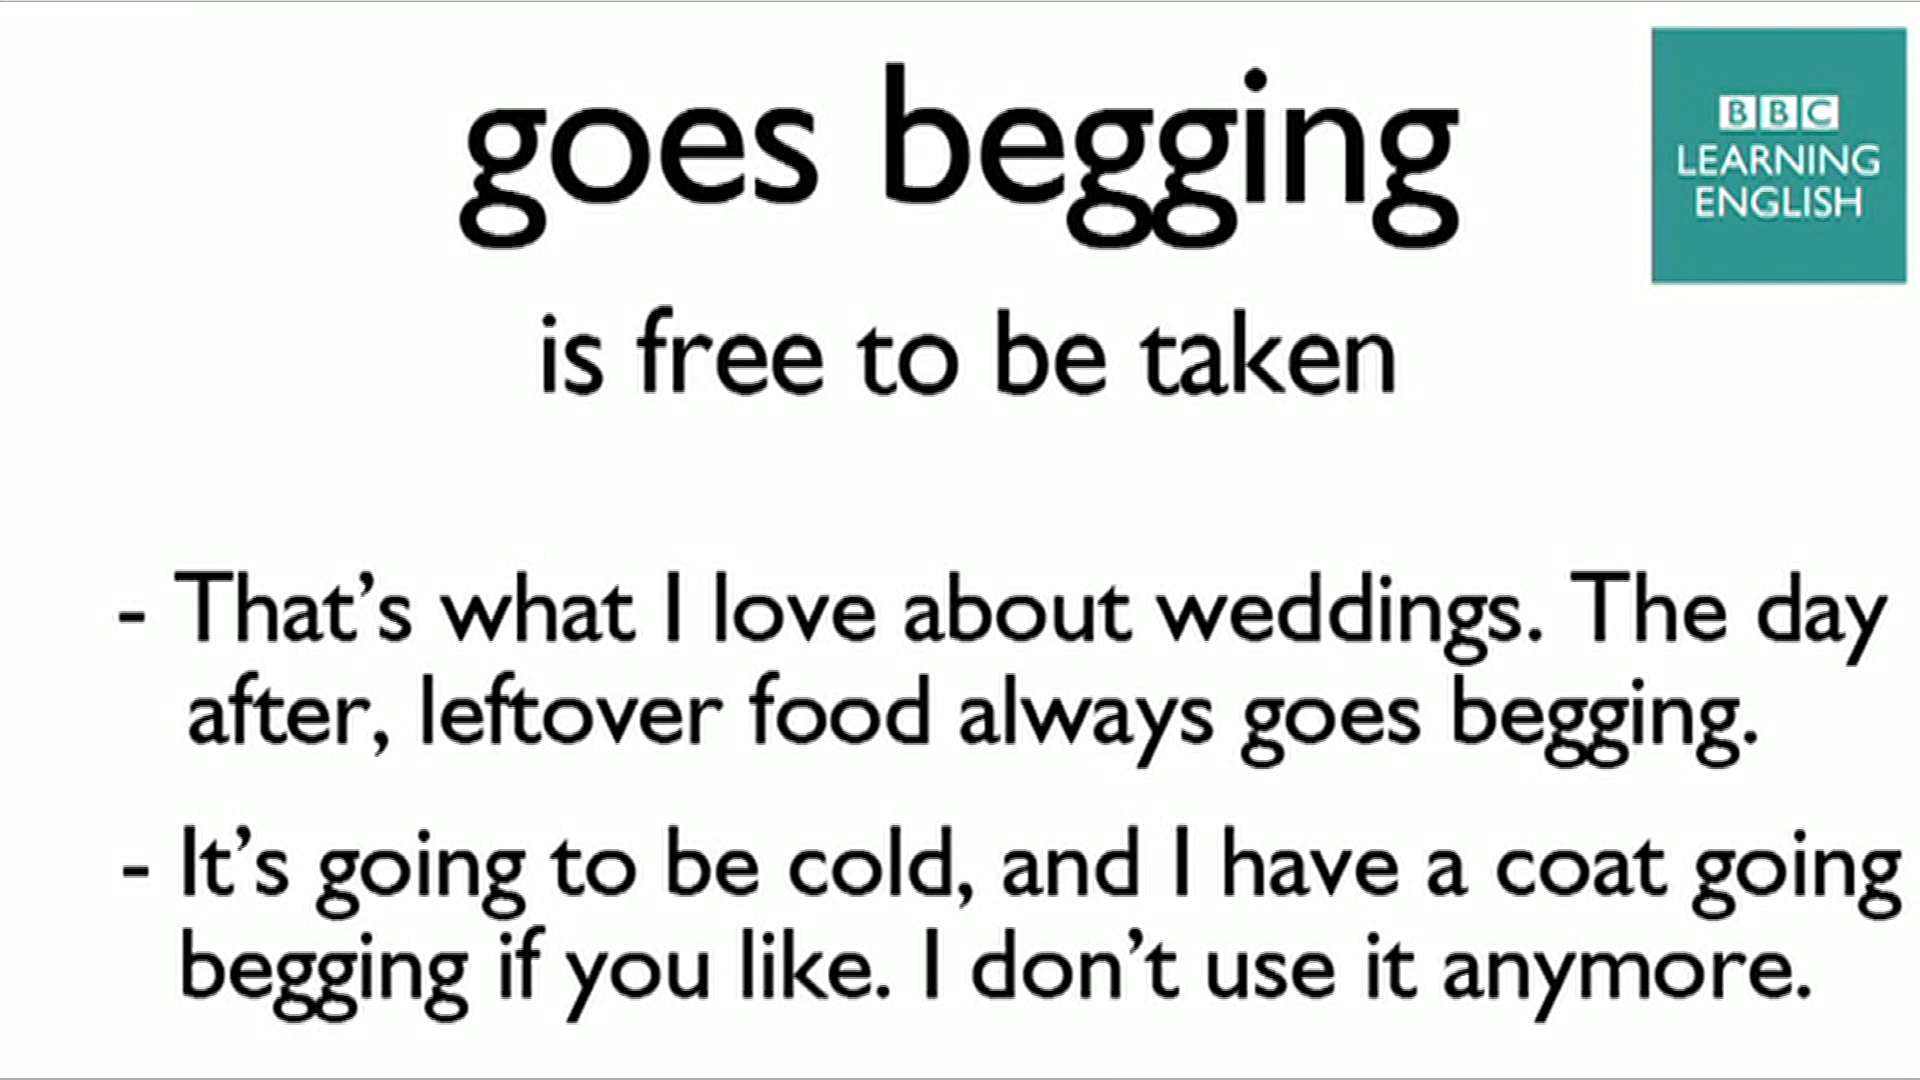 goes begging
BBC
LEARNING
ENGLISH
is free to be taken
- That’s what I love about weddings. The day
after, leftover food always goes begging.
- It’s going to be cold, and I have a coat going
begging if you like. I don’t use it anymore.